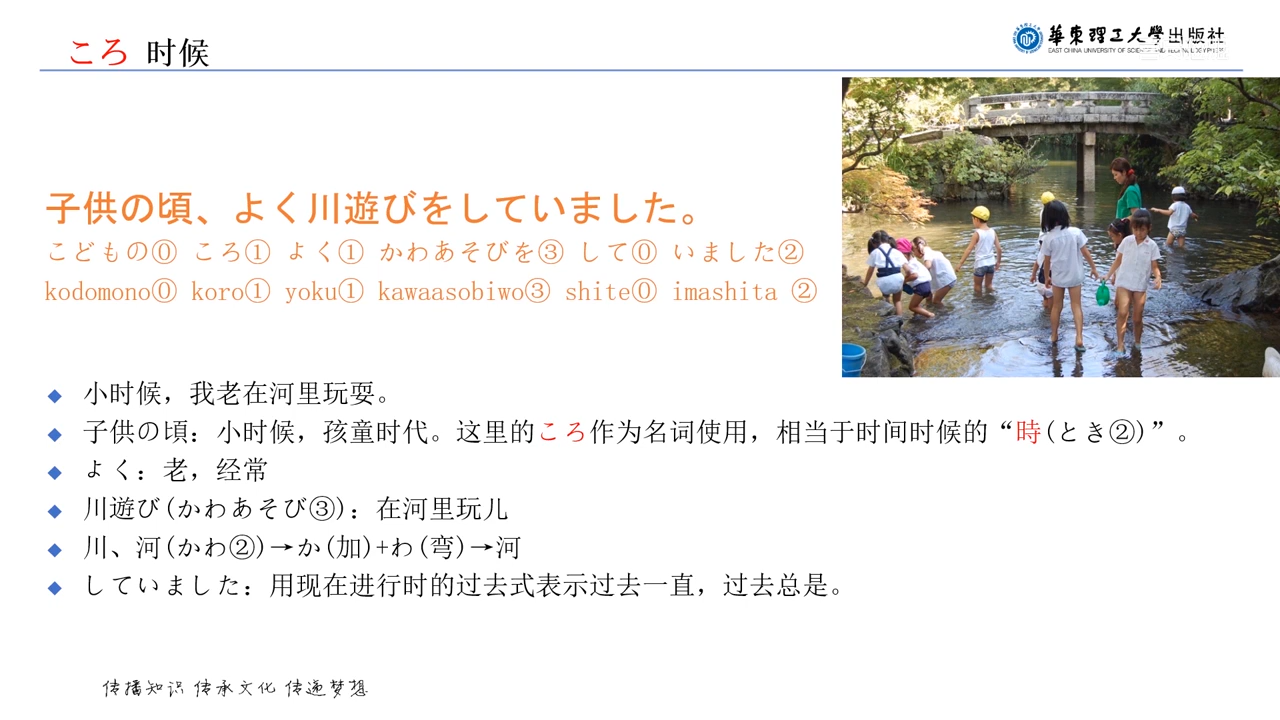 ころ 时候
華東理工大學出版社
子供の頃、よく川遊びをしていました。
こどもの⓪ ころ① よく① かわあそびを③ して⓪ いました②
kodomono⓪ koro① yoku① kawaasobiwo③ shite⓪ imashita ②
◆ 小时候，我老在河里玩耍。
◆ 子供の頃：小时候，孩童时代。这里的ころ作为名词使用，相当于时间时候的“時(とき②)”。
◆ よく：老，经常
◆ 川遊び(かわあそび③)：在河里玩儿
◆ 川、河(かわ②)→か(加)+わ(弯)→河
◆ していました：用现在进行时的过去式表示过去一直，过去总是。
传播知识 传承文化 传递梦想